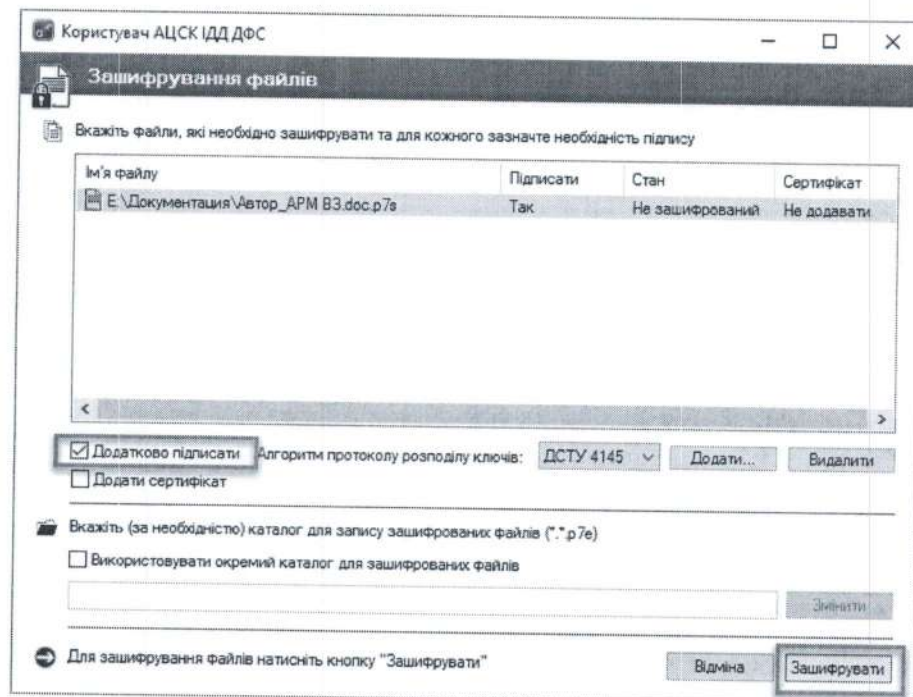 Користувач АЦСК ІДД ДФС
Зашифрування файлів
Вкажіть файли, які необхідно зашифрувати та для кожного зазначте необхідність підпису
Ім'я файлу Підписати Стан Сертифікат
E:\Документация\Автор_АРМ ВЗ.doc.p7s Так Не зашифрований Не додавати
Додатково підписати Алгоритм протоколу розподілу ключів: ДСТУ 4145 Додати... Видалити
Додати сертифікат
Вкажіть (за необхідністю) каталог для запису зашифрованих файлів (*.*.p7e)
Використовувати окремий каталог для зашифрованих файлів
Змінити
Для зашифрування файлів натисніть кнопку "Зашифрувати" Відміна Зашифрувати